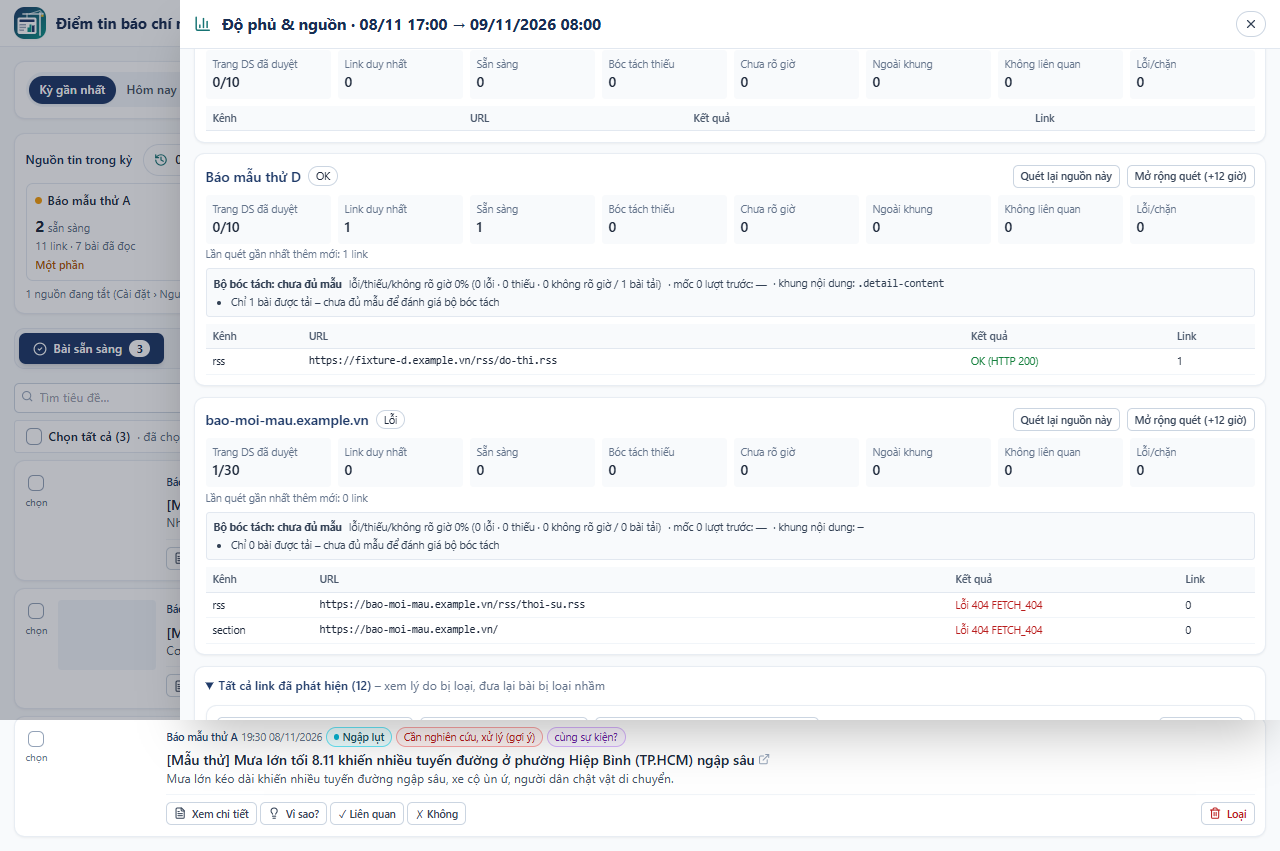 Điểm tin báo chí
Độ phủ & nguồn · 08/11 17:00 → 09/11/2026 08:00
Kỳ gần nhất
Hôm nay
Nguồn tin trong kỳ
Báo mẫu thử A
2 sẵn sàng
11 link · 7 bài đã đọc
Một phần
1 nguồn đang tắt (Cài đặt ›
Bài sẵn sàng 3
Tìm tiêu đề...
Chọn tất cả (3) · đã
chọn
chọn
Trang DS đã duyệt Link duy nhất Sẵn sàng Bóc tách thiếu Chưa rõ giờ Ngoài khung Không liên quan Lỗi/chặn
0/10 0 0 0 0 0 0 0
Kênh URL Kết quả Link
Báo mẫu thử D OK Quét lại nguồn này Mở rộng quét (+12 giờ)
Trang DS đã duyệt Link duy nhất Sẵn sàng Bóc tách thiếu Chưa rõ giờ Ngoài khung Không liên quan Lỗi/chặn
0/10 1 1 0 0 0 0 0
Lần quét gần nhất thêm mới: 1 link
Bộ bóc tách: chưa đủ mẫu lỗi/thiếu/không rõ giờ 0% (0 lỗi · 0 thiếu · 0 không rõ giờ / 1 bài tải) · mốc 0 lượt trước: — · khung nội dung: .detail-content
• Chỉ 1 bài được tải – chưa đủ mẫu để đánh giá bộ bóc tách
Kênh URL Kết quả Link
rss https://fixture-d.example.vn/rss/do-thi.rss OK (HTTP 200) 1
bao-moi-mau.example.vn Lỗi Quét lại nguồn này Mở rộng quét (+12 giờ)
Trang DS đã duyệt Link duy nhất Sẵn sàng Bóc tách thiếu Chưa rõ giờ Ngoài khung Không liên quan Lỗi/chặn
1/30 0 0 0 0 0 0 0
Lần quét gần nhất thêm mới: 0 link
Bộ bóc tách: chưa đủ mẫu lỗi/thiếu/không rõ giờ 0% (0 lỗi · 0 thiếu · 0 không rõ giờ / 0 bài tải) · mốc 0 lượt trước: — · khung nội dung: –
• Chỉ 0 bài được tải – chưa đủ mẫu để đánh giá bộ bóc tách
Kênh URL Kết quả Link
rss https://bao-moi-mau.example.vn/rss/thoi-su.rss Lỗi 404 FETCH_404 0
section https://bao-moi-mau.example.vn/ Lỗi 404 FETCH_404 0
▼ Tất cả link đã phát hiện (12) – xem lý do bị loại, đưa lại bài bị loại nhầm
chọn
Báo mẫu thử A 19:30 08/11/2026 Ngập lụt Cần nghiên cứu, xử lý (gợi ý) cùng sự kiện?
[Mẫu thử] Mưa lớn tối 8.11 khiến nhiều tuyến đường ở phường Hiệp Bình (TP.HCM) ngập sâu
Mưa lớn kéo dài khiến nhiều tuyến đường ngập sâu, xe cộ ùn ứ, người dân chật vật di chuyển.
Xem chi tiết Vì sao? ✓ Liên quan ✗ Không Loại